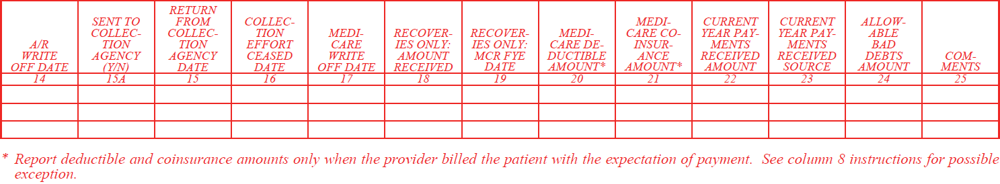 A/R
WRITE
OFF DATE
SENT TO
COLLEC-
TION
AGENCY
(Y/N)
RETURN
FROM
COLLEC-
TION
AGENCY
DATE
COLLEC-
TION
EFFORT
CEASED
DATE
MEDI-
CARE
WRITE
OFF DATE
RECOVER-
IES ONLY:
AMOUNT
RECEIVED
RECOVER-
IES ONLY:
MCR FYE
DATE
MEDI-
CARE DE-
DUCTIBLE
AMOUNT*
MEDI-
CARE CO-
INSUR-
ANCE
AMOUNT*
CURRENT
YEAR PAY-
MENTS
RECEIVED
AMOUNT
CURRENT
YEAR PAY-
MENTS
RECEIVED
SOURCE
ALLOW-
ABLE
BAD
DEBTS
AMOUNT
COM-
MENTS
14 15A 15 16 17 18 19 20 21 22 23 24 25
* Report deductible and coinsurance amounts only when the provider billed the patient with the expectation of payment. See column 8 instructions for possible
exception.